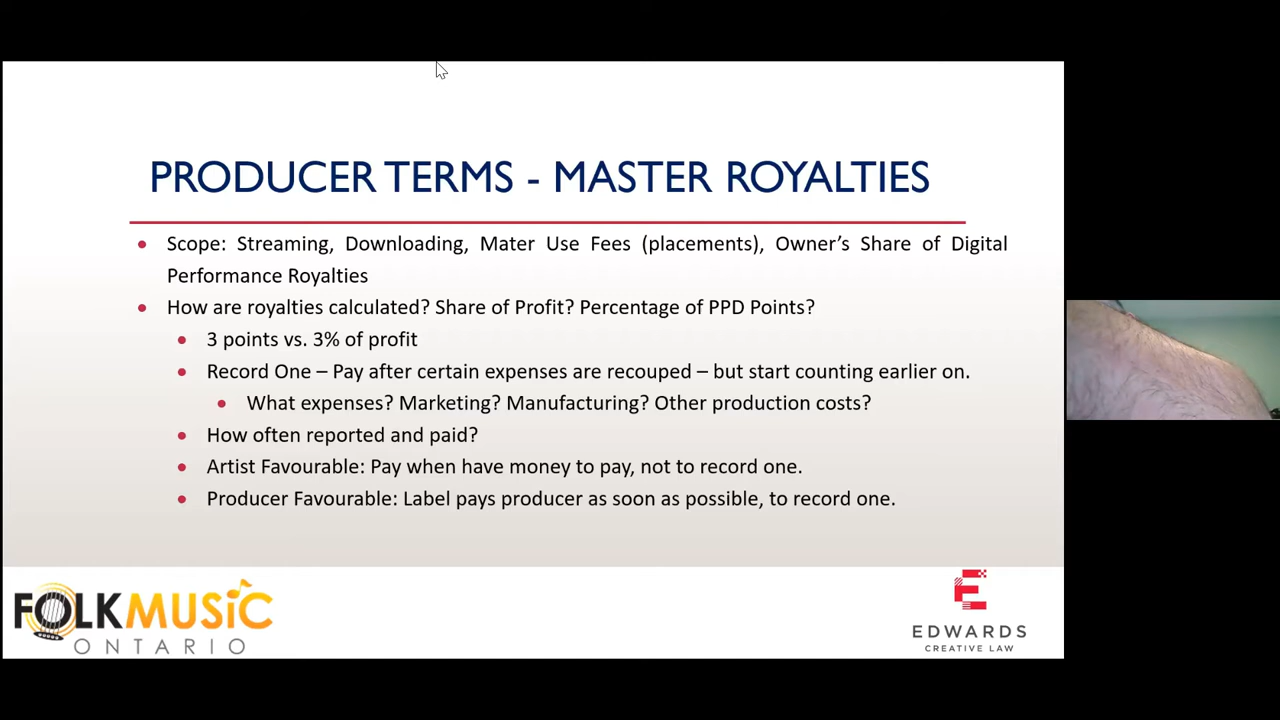 PRODUCER TERMS - MASTER ROYALTIES
Scope: Streaming, Downloading, Mater Use Fees (placements), Owner's Share of Digital
Performance Royalties
How are royalties calculated? Share of Profit? Percentage of PPD Points?
3 points vs. 3% of profit
Record One – Pay after certain expenses are recouped – but start counting earlier on.
What expenses? Marketing? Manufacturing? Other production costs?
How often reported and paid?
Artist Favourable: Pay when have money to pay, not to record one.
Producer Favourable: Label pays producer as soon as possible, to record one.
FOLKMUSiC
ONTARIO
E
EDWARDS
CREATIVE LAW